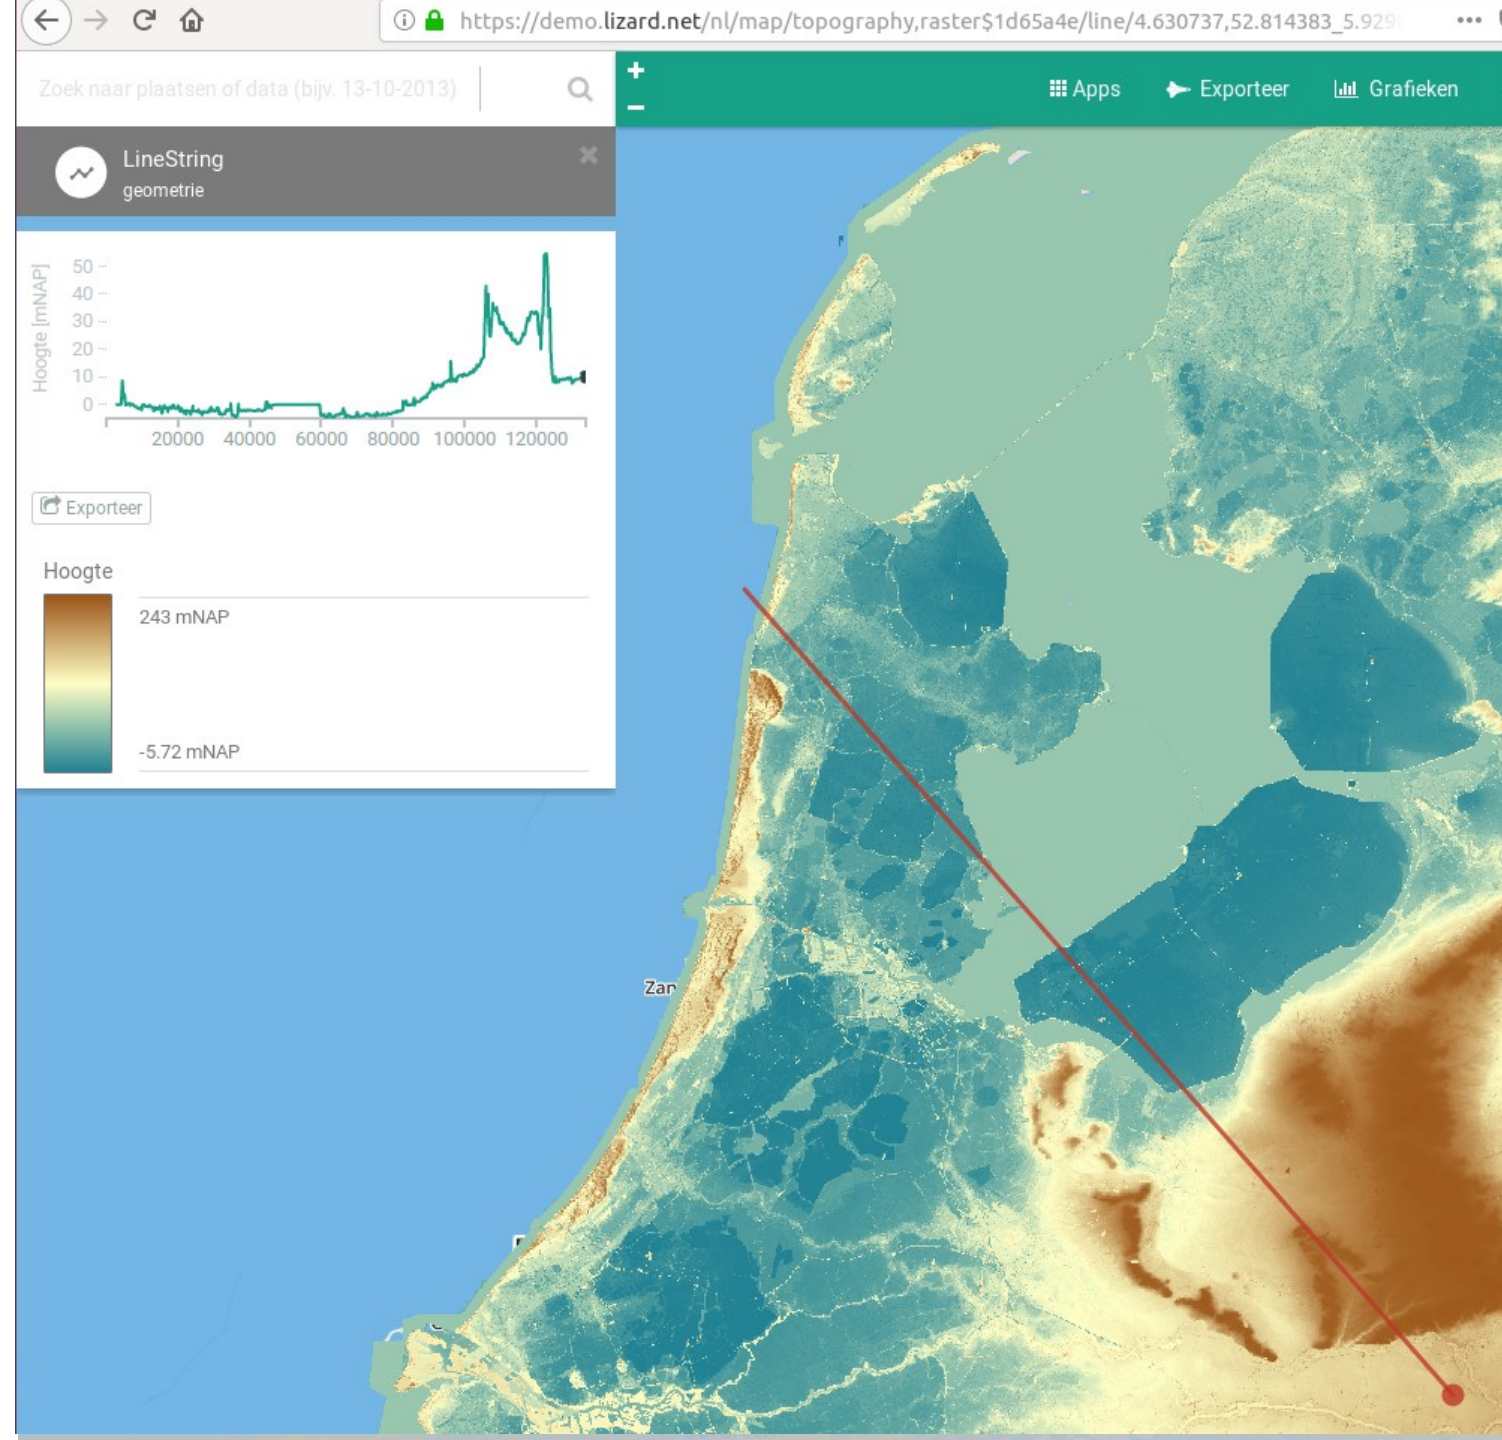 https://demo.lizard.net/nl/map/topography,raster$1d65a4e/line/4.630737,52.814383_5.929
Zoek naar plaatsen of data (bijv. 13-10-2013)
Apps
Exporteer
Grafieken
LineString
geometrie
Hoogte [mNAP]
50
40
30
20
10
0
20000 40000 60000 80000 100000 120000
Exporteer
Hoogte
243 mNAP
-5.72 mNAP
Zan